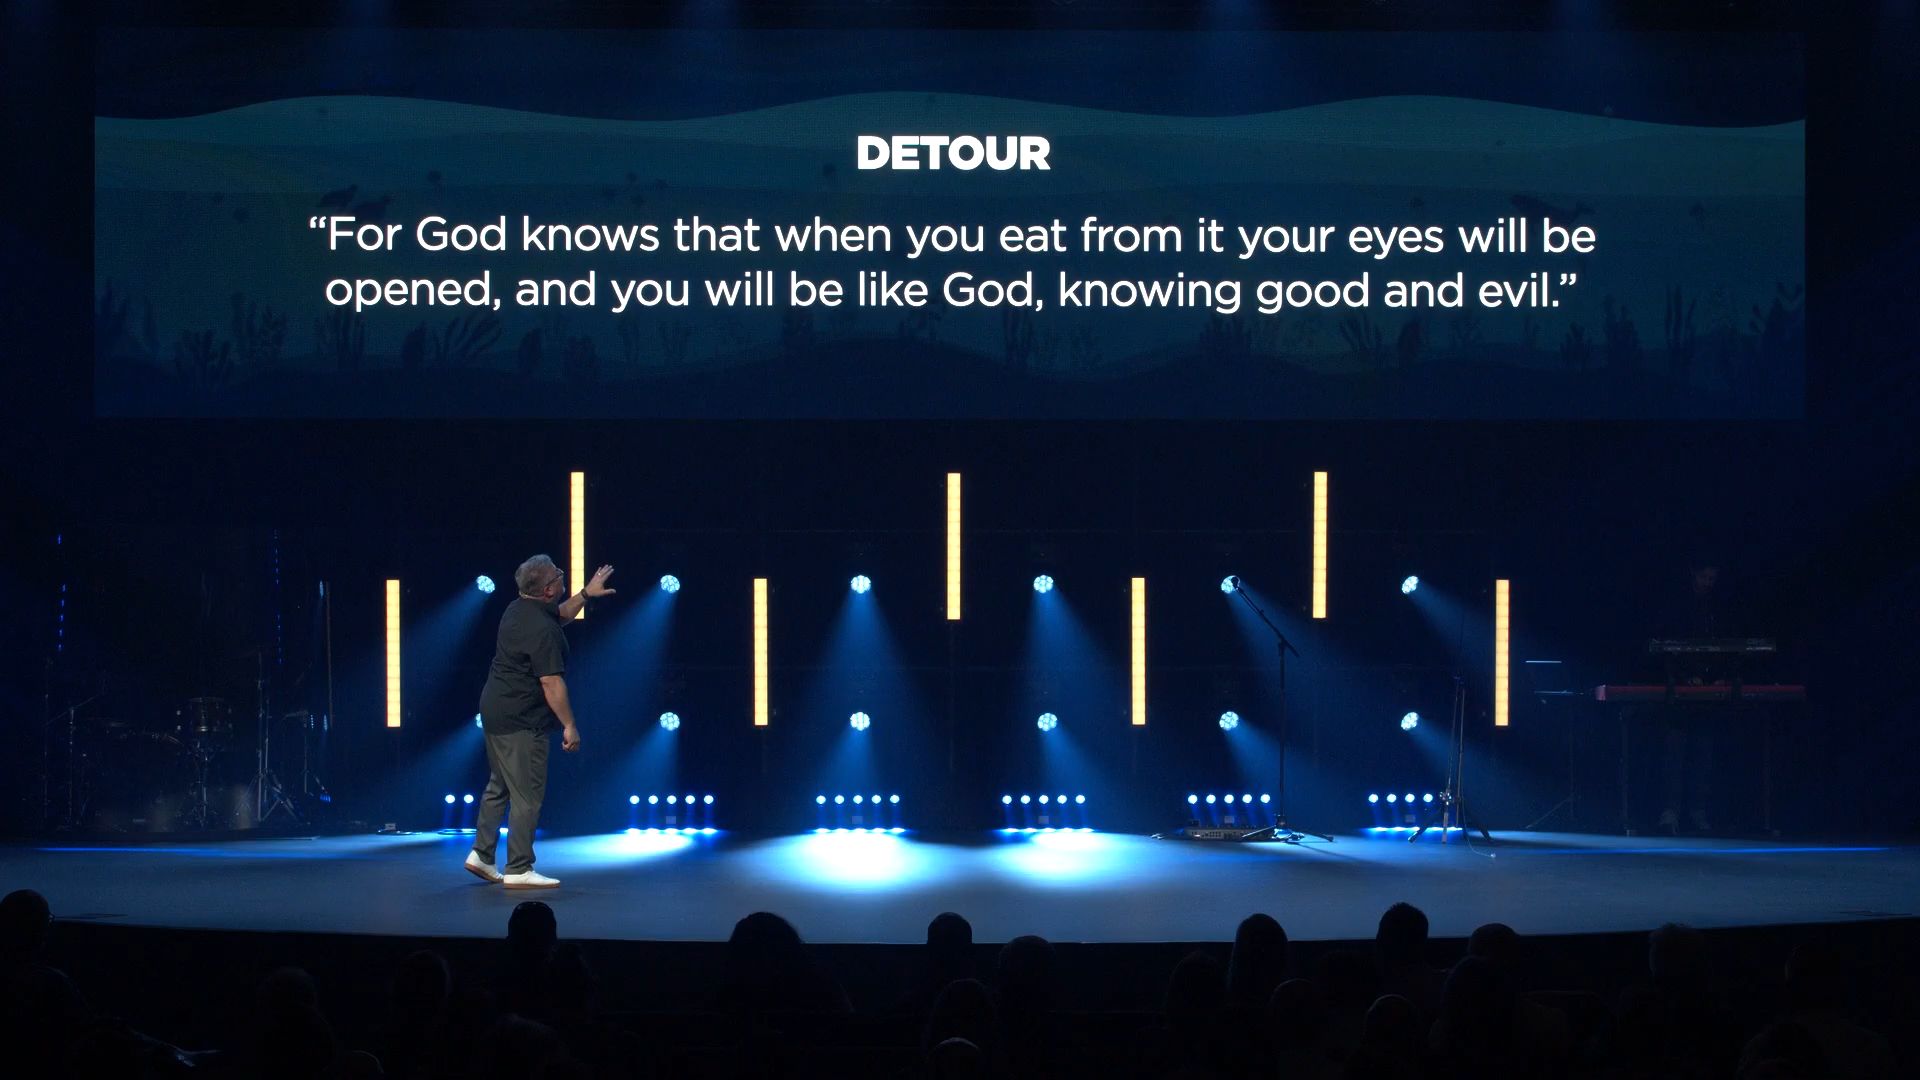 DETOUR
“For God knows that when you eat from it your eyes will be
opened, and you will be like God, knowing good and evil.”